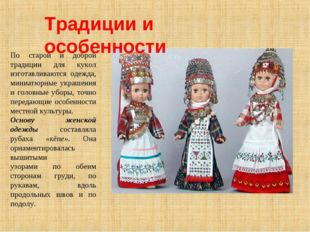 Традиции и
особенности
По старой и доброй
традиции для кукол
изготавливаются одежда,
миниатюрные украшения
и головные уборы, точно
передающие особенности
местной культуры.
Основу женской
одежды составляла
рубаха «кĕпе». Она
орнаментировалась
вышитыми
узорами по обеим
сторонам груди, по
рукавам, вдоль
продольных швов и по
подолу.